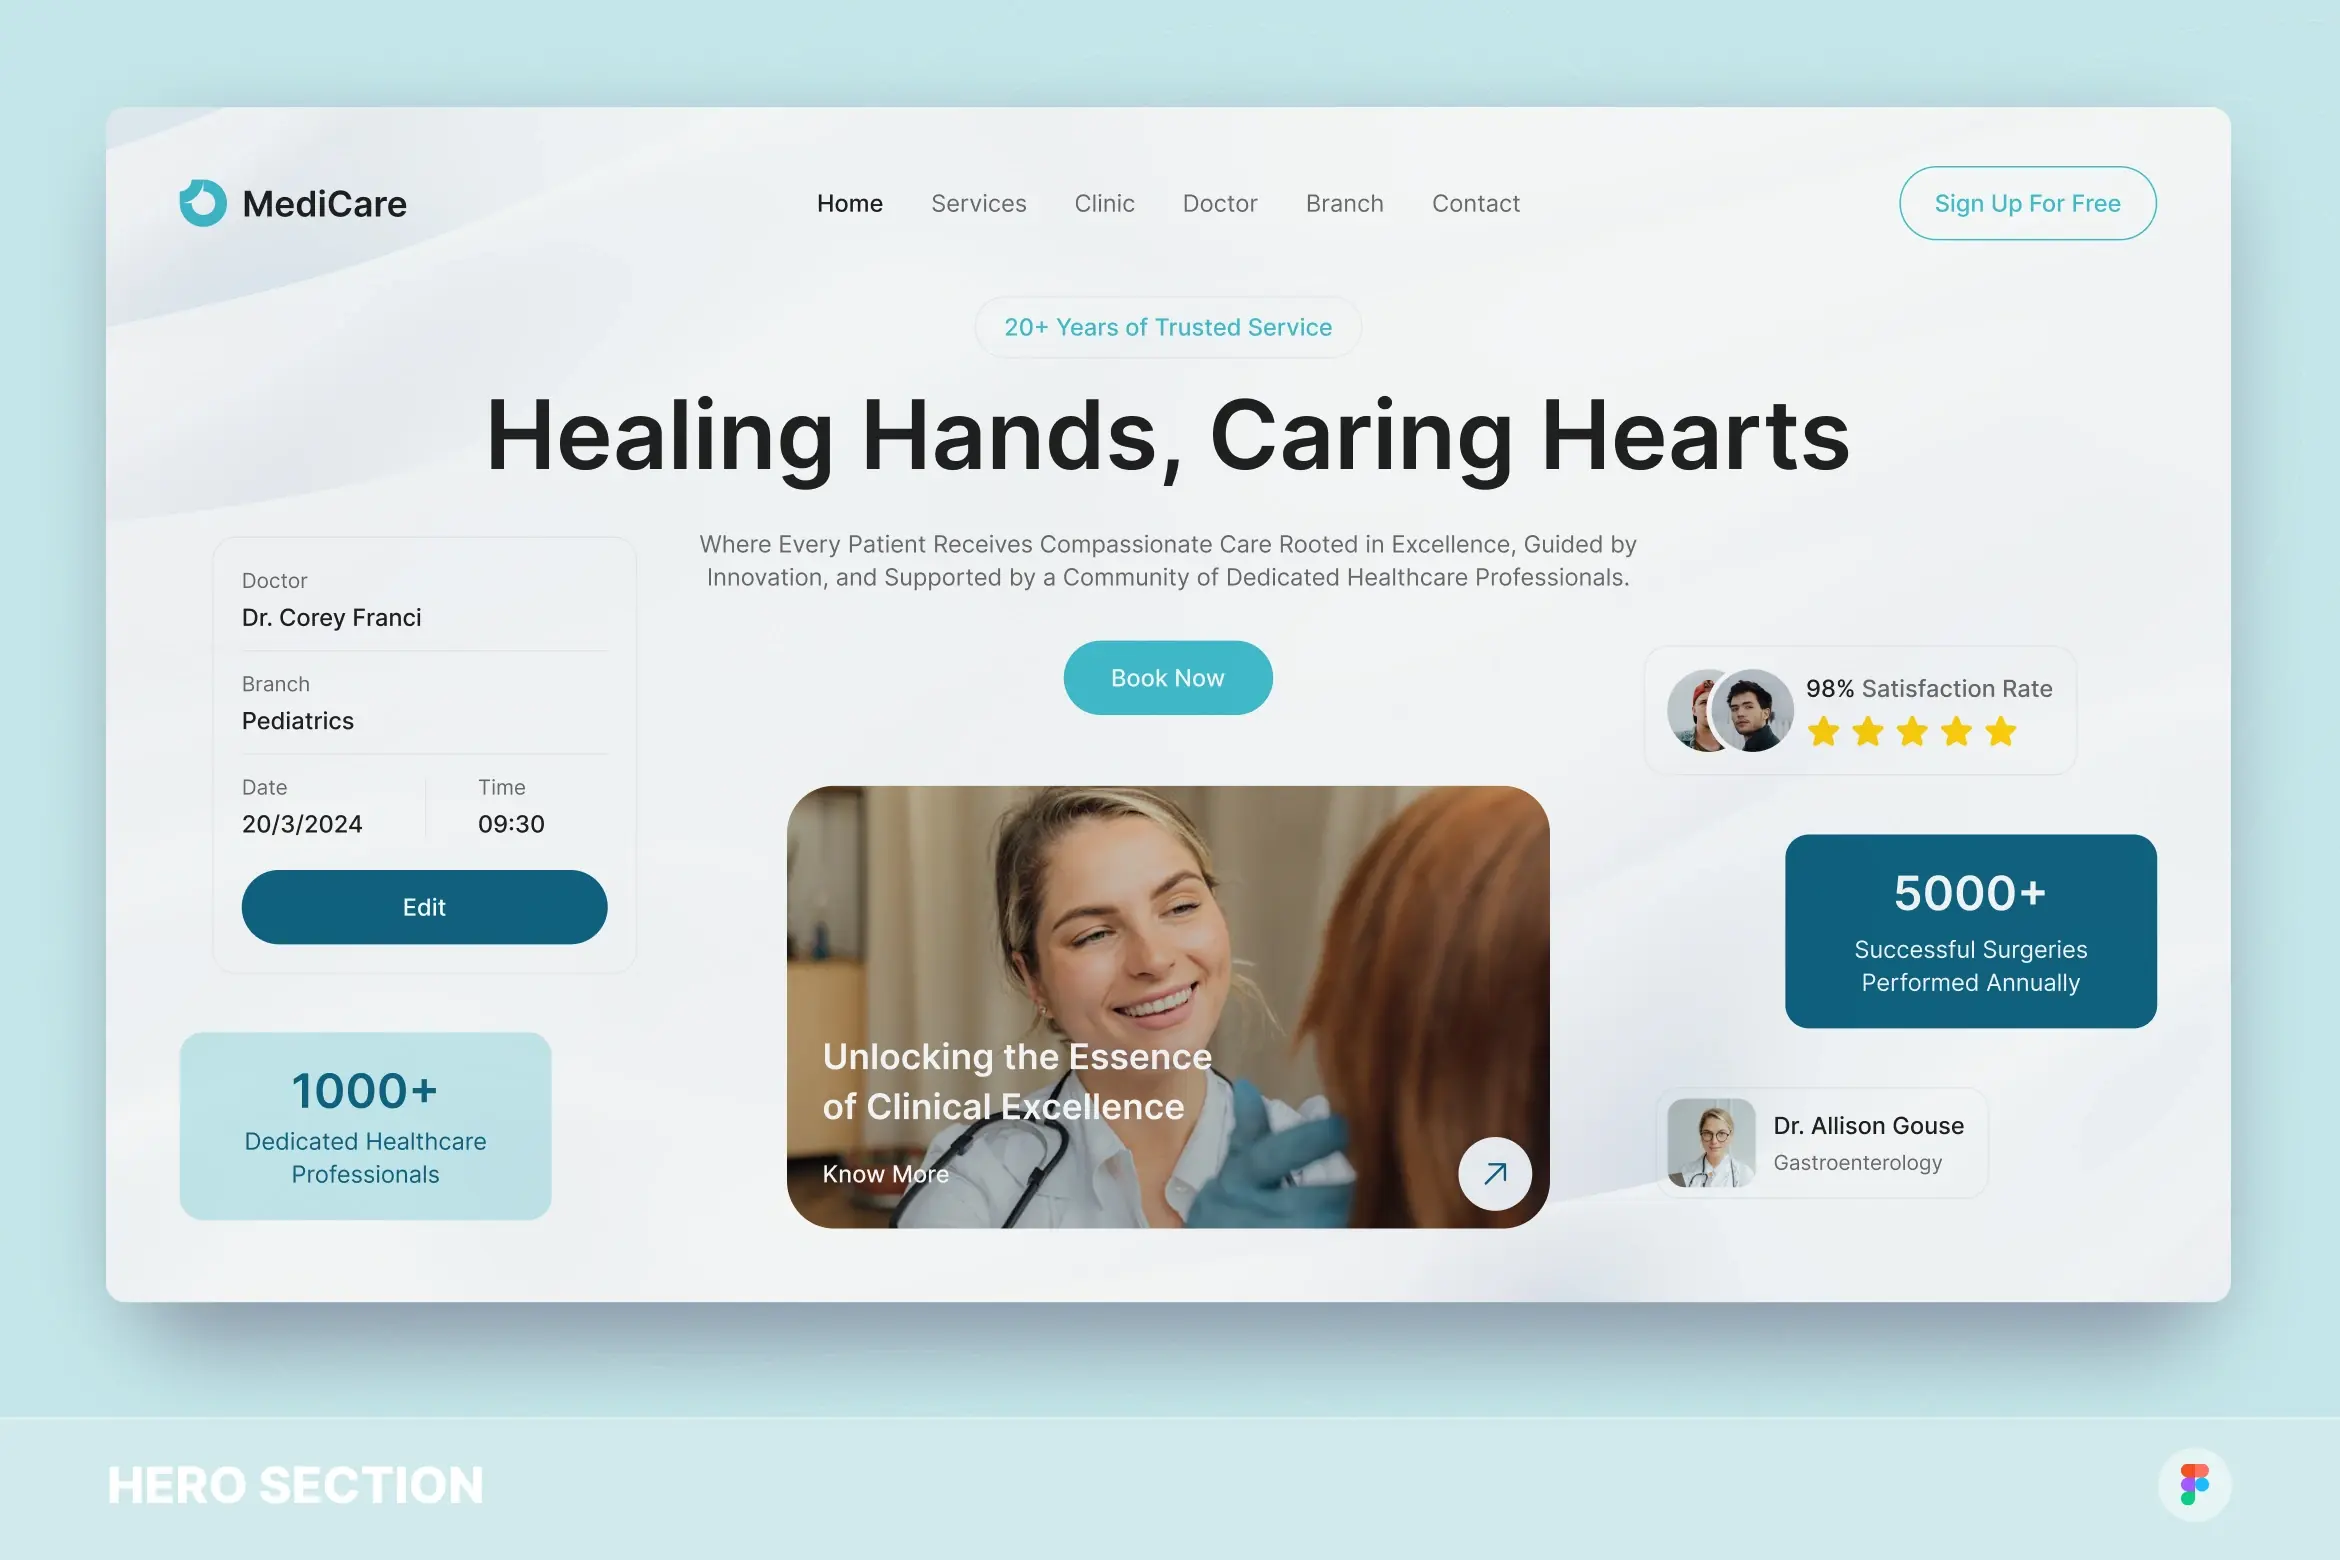 MediCare
Home
Services
Clinic
Doctor
Branch
Contact
Sign Up For Free
20+ Years of Trusted Service
Healing Hands, Caring Hearts
Where Every Patient Receives Compassionate Care Rooted in Excellence, Guided by
Innovation, and Supported by a Community of Dedicated Healthcare Professionals.
Book Now
Doctor
Dr. Corey Franci
Branch
Pediatrics
Date
20/3/2024
Time
09:30
Edit
1000+
Dedicated Healthcare
Professionals
Unlocking the Essence
of Clinical Excellence
Know More
98% Satisfaction Rate
5000+
Successful Surgeries
Performed Annually
Dr. Allison Gouse
Gastroenterology
HERO SECTION